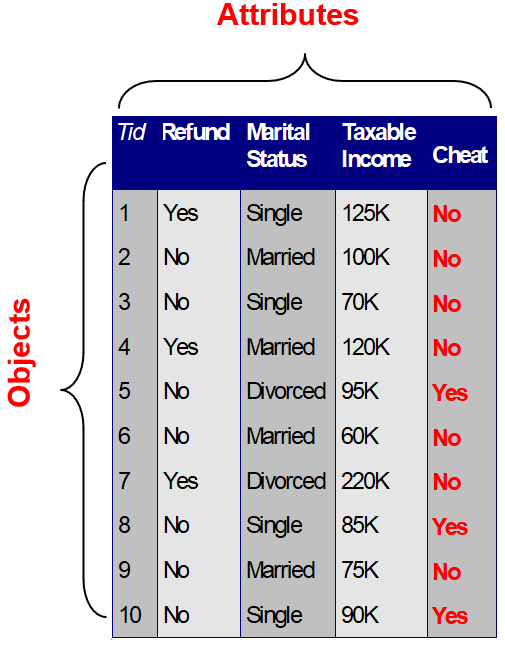 Attributes
Objects
Tid Refund Marital Status Taxable Income Cheat
1 Yes Single 125K No
2 No Married 100K No
3 No Single 70K No
4 Yes Married 120K No
5 No Divorced 95K Yes
6 No Married 60K No
7 Yes Divorced 220K No
8 No Single 85K Yes
9 No Married 75K No
10 No Single 90K Yes